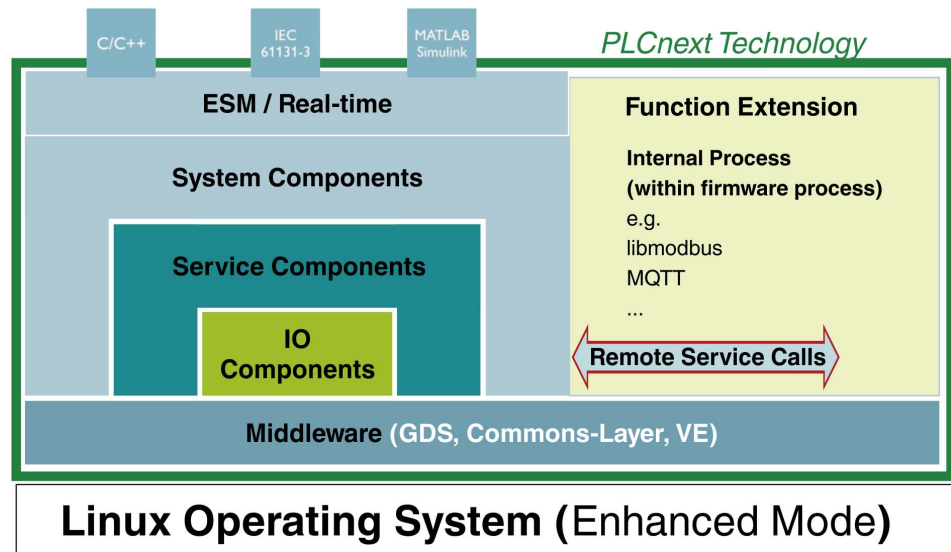 C/C++
IEC
61131-3
MATLAB
Simulink
PLCnext Technology
ESM / Real-time
System Components
Service Components
IO
Components
Function Extension
Internal Process
(within firmware process)
e.g.
libmodbus
MQTT
...
Remote Service Calls
Middleware (GDS, Commons-Layer, VE)
Linux Operating System (Enhanced Mode)